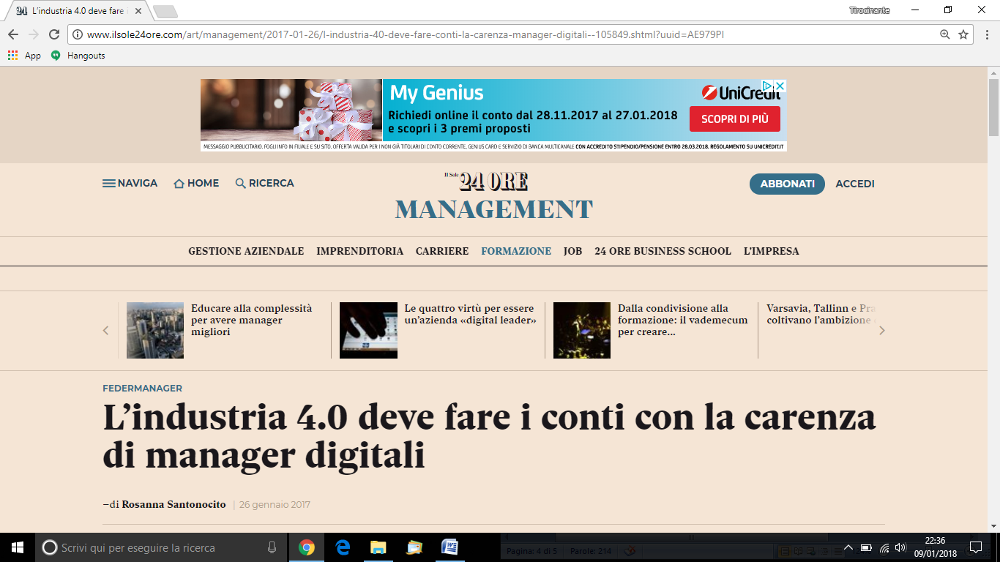 24 L'industria 4.0 deve fare
Tirocinante
www.ilsole24ore.com/art/management/2017-01-26/l-industria-40-deve-fare-conti-la-carenza-manager-digitali--105849.shtml?uuid=AE979PI
App Hangouts
My Genius
UniCredit
Richiedi online il conto dal 28.11.2017 al 27.01.2018
e scopri i 3 premi proposti
SCOPRI DI PIÙ
MESSAGGIO PUBBLICITARIO. FOGLI INFO IN FILIALE E SU SITO. OFFERTA VALIDA PER I NON GIÀ TITOLARI DI CONTO CORRENTE, GENIUS CARD E SERVIZIO DI BANCA MULTICANALE CON ACCREDITO STIPENDIO/PENSIONE ENTRO 28.03.2018. REGOLAMENTO SU UNICREDIT.IT
NAVIGA HOME RICERCA
Il Sole 24 ORE
ABBONATI ACCEDI
MANAGEMENT
GESTIONE AZIENDALE IMPRENDITORIA CARRIERE FORMAZIONE JOB 24 ORE BUSINESS SCHOOL L'IMPRESA
Educare alla complessità
per avere manager
migliori
Le quattro virtù per essere
un'azienda «digital leader»
Dalla condivisione alla
formazione: il vademecum
per creare...
Varsavia, Tallinn e Pra
coltivano l'ambizione
FEDERMANAGER
L'industria 4.0 deve fare i conti con la carenza
di manager digitali
–di Rosanna Santonocito | 26 gennaio 2017
Scrivi qui per eseguire la ricerca
Pagina: 4 di 5 Parole: 214
22:36
09/01/2018